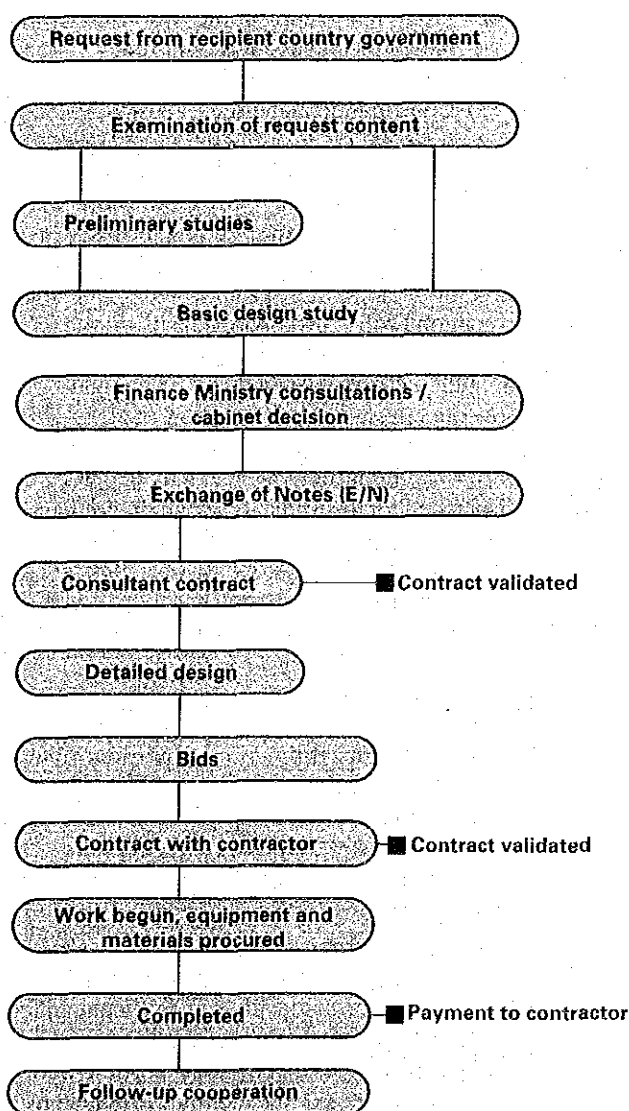 Request from recipient country government
Examination of request content
Preliminary studies
Basic design study
Finance Ministry consultations /
cabinet decision
Exchange of Notes (E/N)
Consultant contract
Contract validated
Detailed design
Bids
Contract with contractor
Contract validated
Work begun, equipment and
materials procured
Completed
Payment to contractor
Follow-up cooperation